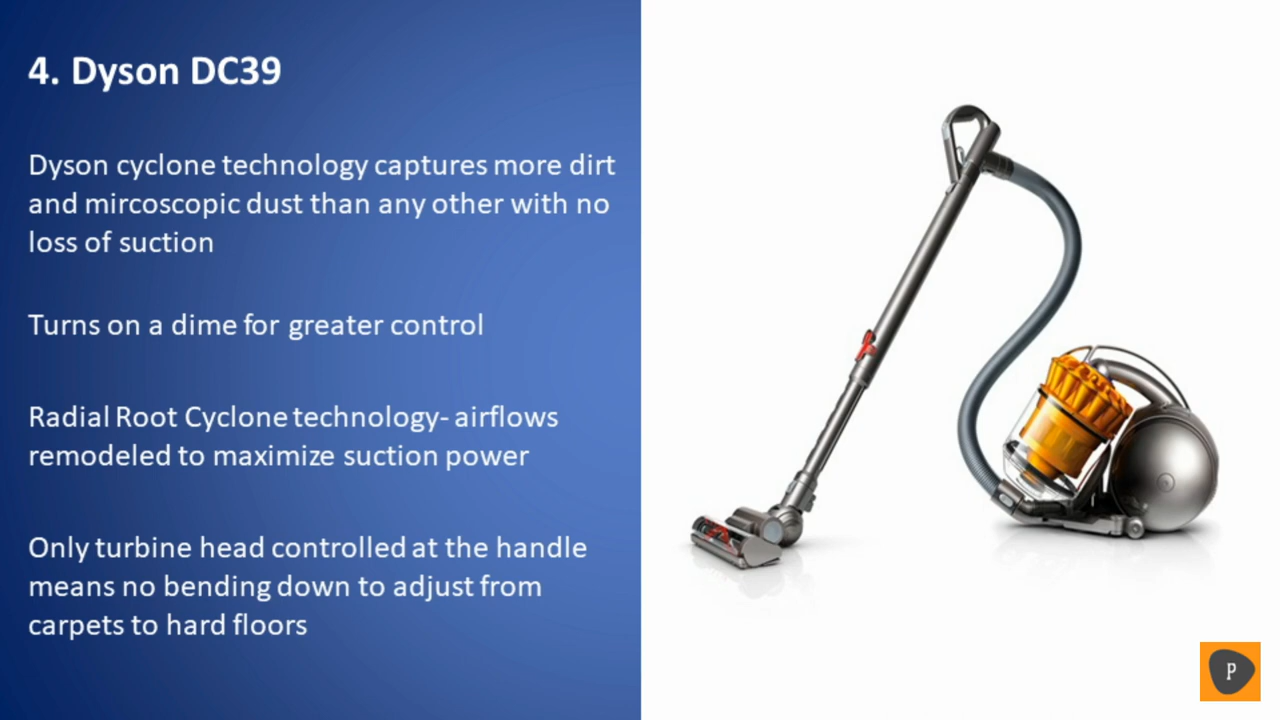 4. Dyson DC39
Dyson cyclone technology captures more dirt
and mircoscopic dust than any other with no
loss of suction
Turns on a dime for greater control
Radial Root Cyclone technology- airflows
remodeled to maximize suction power
Only turbine head controlled at the handle
means no bending down to adjust from
carpets to hard floors
P